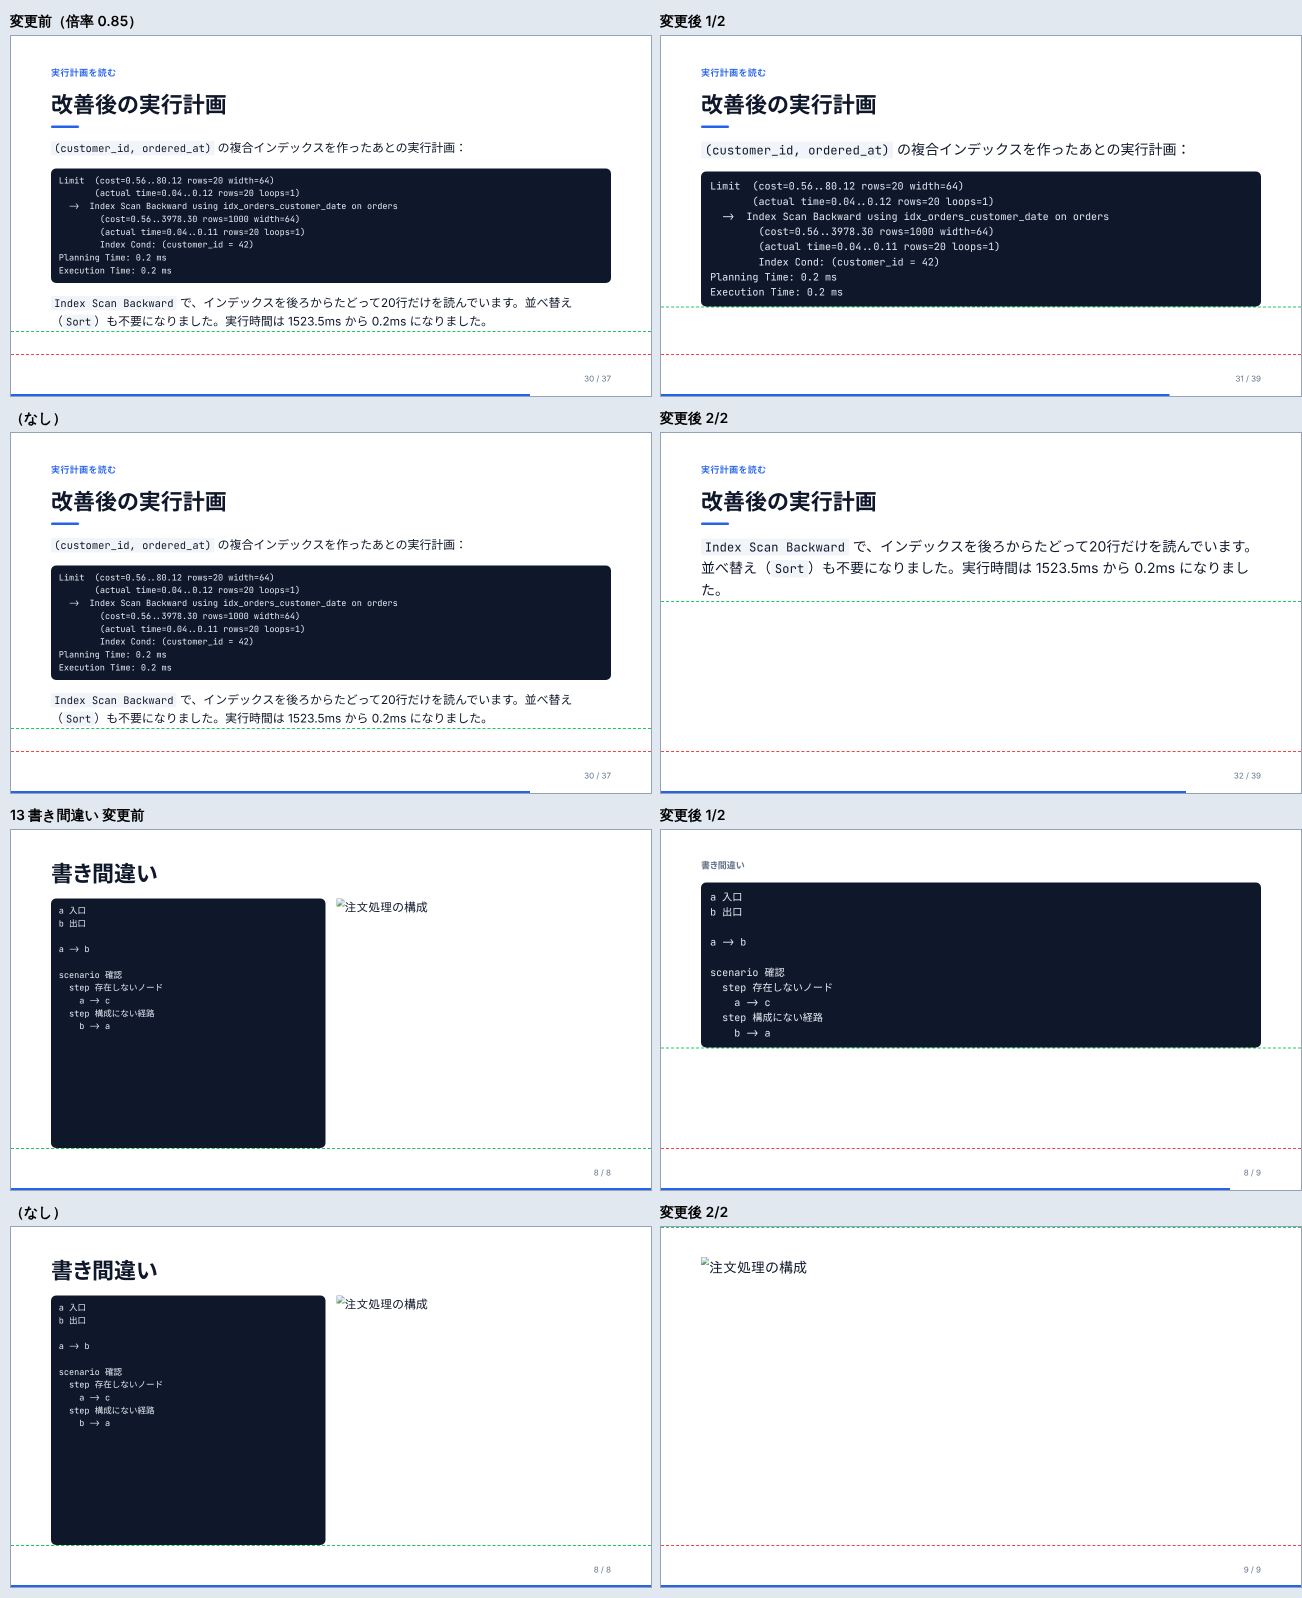 変更前（倍率 0.85）
実行計画を読む
改善後の実行計画
(customer_id, ordered_at) の複合インデックスを作ったあとの実行計画：
Limit  (cost=0.56..80.12 rows=20 width=64)
       (actual time=0.04..0.12 rows=20 loops=1)
  ->  Index Scan Backward using idx_orders_customer_date on orders
        (cost=0.56..3978.30 rows=1000 width=64)
        (actual time=0.04..0.11 rows=20 loops=1)
        Index Cond: (customer_id = 42)
Planning Time: 0.2 ms
Execution Time: 0.2 ms
Index Scan Backward で、インデックスを後ろからたどって20行だけを読んでいます。並べ替え
（Sort）も不要になりました。実行時間は 1523.5ms から 0.2ms になりました。
30 / 37
変更後 1/2
実行計画を読む
改善後の実行計画
(customer_id, ordered_at) の複合インデックスを作ったあとの実行計画：
Limit  (cost=0.56..80.12 rows=20 width=64)
       (actual time=0.04..0.12 rows=20 loops=1)
  ->  Index Scan Backward using idx_orders_customer_date on orders
        (cost=0.56..3978.30 rows=1000 width=64)
        (actual time=0.04..0.11 rows=20 loops=1)
        Index Cond: (customer_id = 42)
Planning Time: 0.2 ms
Execution Time: 0.2 ms
31 / 39
（なし）
実行計画を読む
改善後の実行計画
(customer_id, ordered_at) の複合インデックスを作ったあとの実行計画：
Limit  (cost=0.56..80.12 rows=20 width=64)
       (actual time=0.04..0.12 rows=20 loops=1)
  ->  Index Scan Backward using idx_orders_customer_date on orders
        (cost=0.56..3978.30 rows=1000 width=64)
        (actual time=0.04..0.11 rows=20 loops=1)
        Index Cond: (customer_id = 42)
Planning Time: 0.2 ms
Execution Time: 0.2 ms
Index Scan Backward で、インデックスを後ろからたどって20行だけを読んでいます。並べ替え
（Sort）も不要になりました。実行時間は 1523.5ms から 0.2ms になりました。
30 / 37
変更後 2/2
実行計画を読む
改善後の実行計画
Index Scan Backward で、インデックスを後ろからたどって20行だけを読んでいます。
並べ替え（Sort）も不要になりました。実行時間は 1523.5ms から 0.2ms になりまし
た。
32 / 39
13 書き間違い 変更前
書き間違い
a 入口
b 出口
a -> b
scenario 確認
  step 存在しないノード
    a -> c
  step 構成にない経路
    b -> a
注文処理の構成
8 / 8
変更後 1/2
書き間違い
a 入口
b 出口
a -> b
scenario 確認
  step 存在しないノード
    a -> c
  step 構成にない経路
    b -> a
8 / 9
（なし）
書き間違い
a 入口
b 出口
a -> b
scenario 確認
  step 存在しないノード
    a -> c
  step 構成にない経路
    b -> a
注文処理の構成
8 / 8
変更後 2/2
注文処理の構成
9 / 9